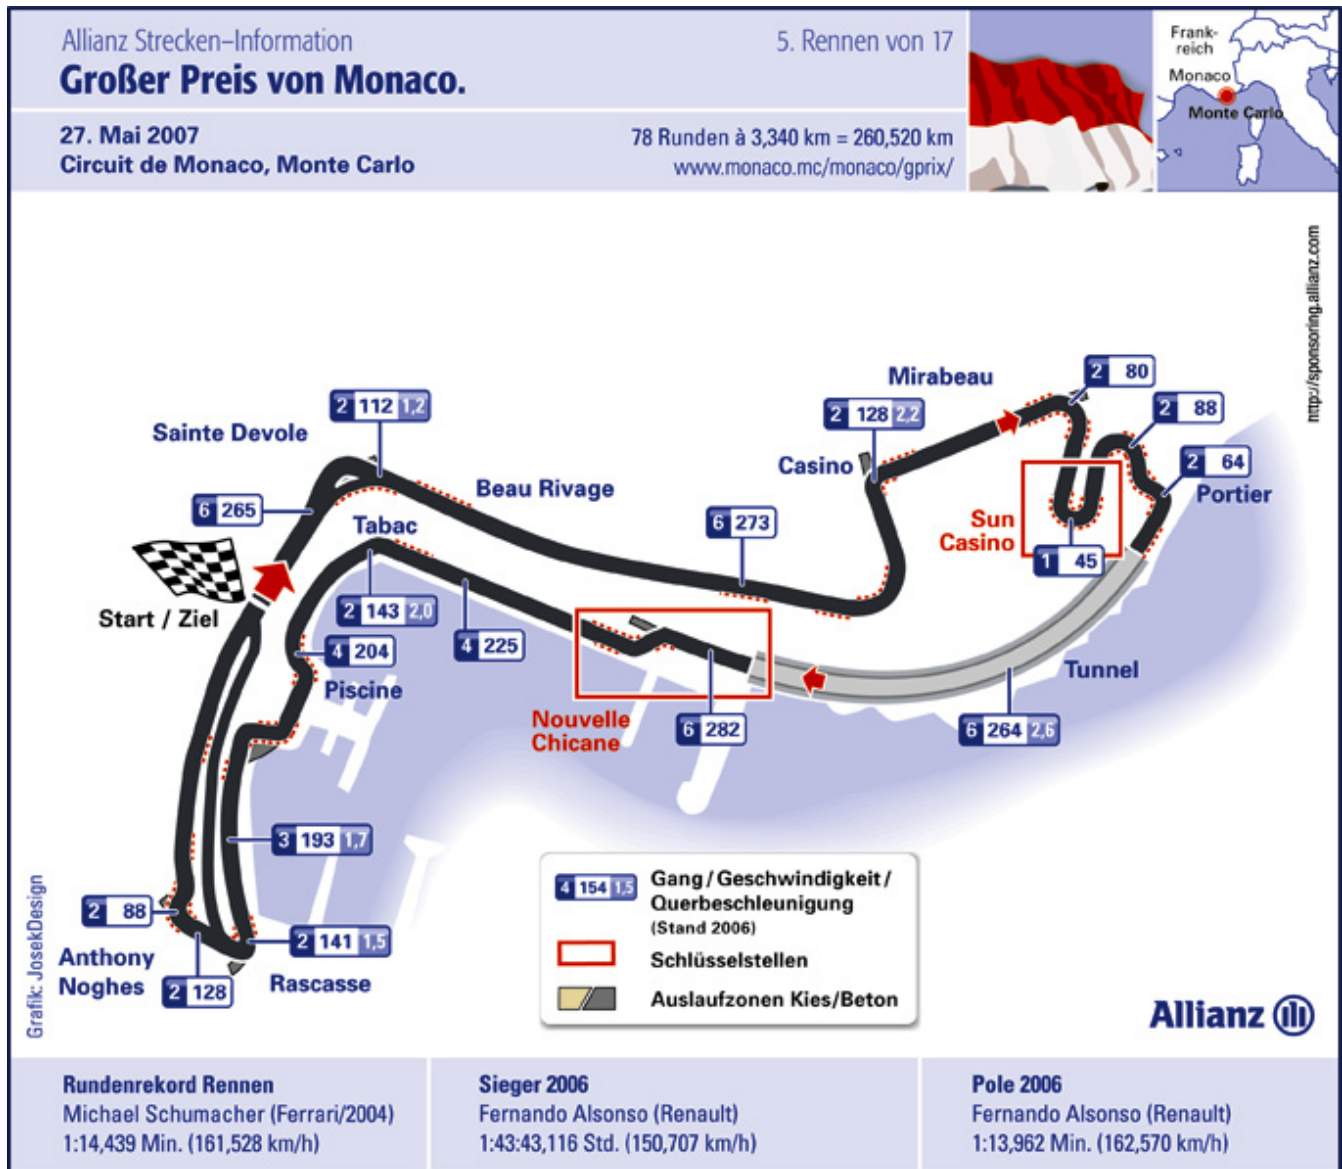 Allianz Strecken–Information
5. Rennen von 17
Großer Preis von Monaco.
27. Mai 2007
78 Runden à 3,340 km = 260,520 km
Circuit de Monaco, Monte Carlo
www.monaco.mc/monaco/gprix/
Frank-
reich
Monaco
Monte Carlo
http://sponsoring.allianz.com
Mirabeau
2 80
2 112 1,2
2 128 2,2
2 88
Sainte Devole
Casino
2 64
Beau Rivage
Portier
6 265
Tabac
6 273
Sun
Casino
1 45
Start / Ziel
2 143 2,0
4 225
4 204
Piscine
Tunnel
Nouvelle
Chicane
6 282
6 264 2,6
3 193 1,7
2 88
2 141 1,5
Anthony
Noghes
2 128
Rascasse
4 154 1,5
Gang / Geschwindigkeit /
Querbeschleunigung
(Stand 2006)
Schlüsselstellen
Auslaufzonen Kies/Beton
Grafik: JosekDesign
Allianz
Rundenrekord Rennen
Michael Schumacher (Ferrari/2004)
1:14,439 Min. (161,528 km/h)
Sieger 2006
Fernando Alsonso (Renault)
1:43:43,116 Std. (150,707 km/h)
Pole 2006
Fernando Alsonso (Renault)
1:13,962 Min. (162,570 km/h)